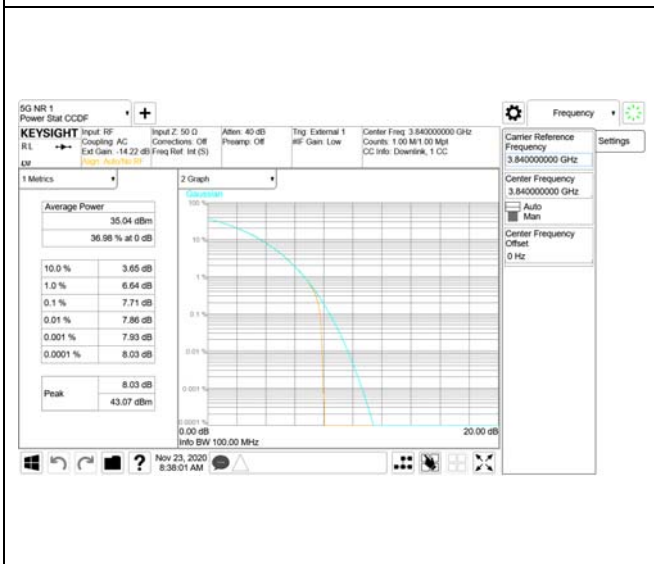 5G NR 1
Power Stat CCDF
+
Frequency
KEYSIGHT
Input: RF
Coupling: AC
Ext Gain: -14.22 dB
Align: Auto/No RF
Input Z: 50 Ω
Corrections: Off
Freq Ref: Int (S)
Atten: 40 dB
Preamp: Off
Trig: External 1
#IF Gain: Low
Center Freq: 3.840000000 GHz
Counts: 1.00 M/1.00 Mpt
CC Info: Downlink, 1 CC
RL
Carrier Reference
Frequency
3.840000000 GHz
Settings
Center Frequency
3.840000000 GHz
Auto
Man
Center Frequency
Offset
0 Hz
1 Metrics
2 Graph
Average Power
35.04 dBm
36.98 % at 0 dB
10.0 % 3.65 dB
1.0 % 6.64 dB
0.1 % 7.71 dB
0.01 % 7.86 dB
0.001 % 7.93 dB
0.0001 % 8.03 dB
Peak
8.03 dB
43.07 dBm
Gaussian
100 %
10 %
1 %
0.1 %
0.01 %
0.001 %
0.0001 %
0.00 dB
20.00 dB
Info BW 100.00 MHz
?
Nov 23, 2020
8:38:01 AM